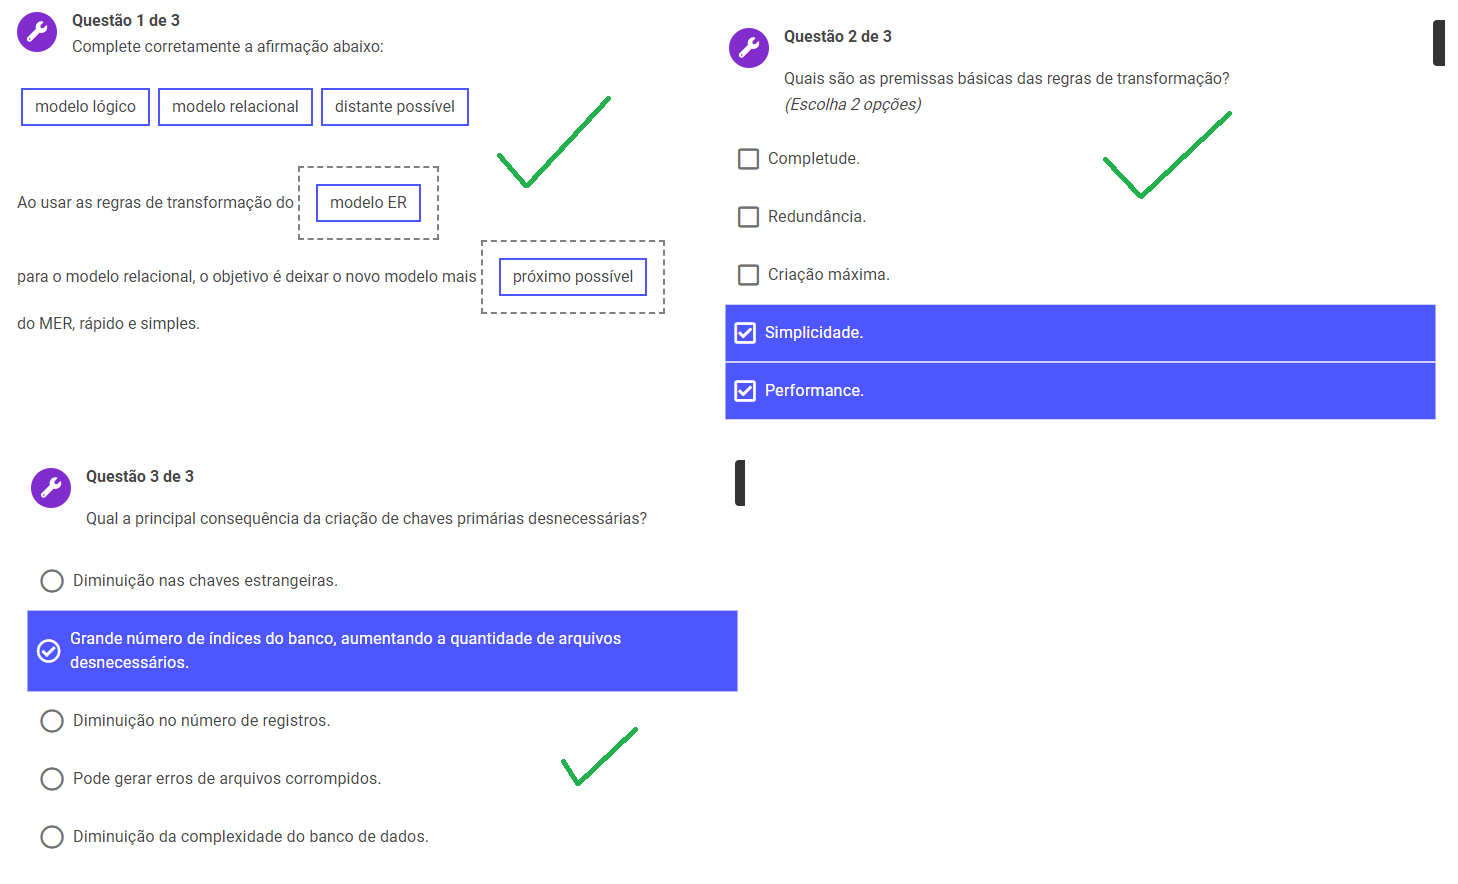 Questão 1 de 3
Complete corretamente a afirmação abaixo:
modelo lógico
modelo relacional
distante possível
Ao usar as regras de transformação do modelo ER
para o modelo relacional, o objetivo é deixar o novo modelo mais próximo possível
do MER, rápido e simples.
Questão 2 de 3
Quais são as premissas básicas das regras de transformação?
(Escolha 2 opções)
Completude.
Redundância.
Criação máxima.
Simplicidade.
Performance.
Questão 3 de 3
Qual a principal consequência da criação de chaves primárias desnecessárias?
Diminuição nas chaves estrangeiras.
Grande número de índices do banco, aumentando a quantidade de arquivos
desnecessários.
Diminuição no número de registros.
Pode gerar erros de arquivos corrompidos.
Diminuição da complexidade do banco de dados.